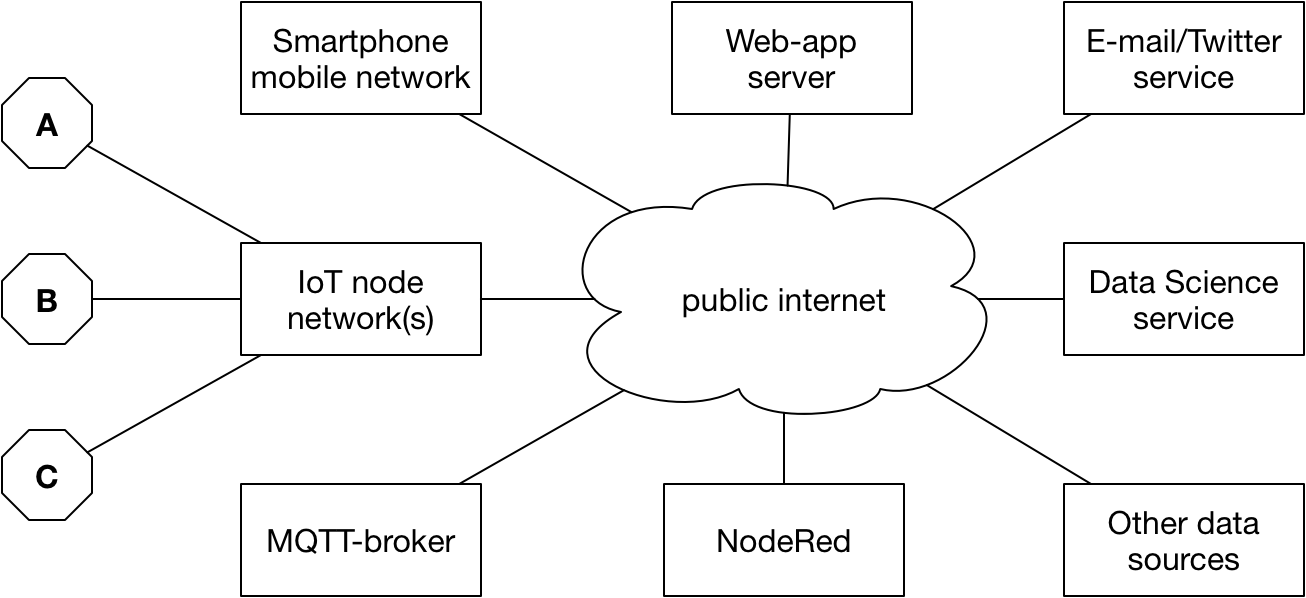 Smartphone
mobile network
Web-app
server
E-mail/Twitter
service
A
B
IoT node
network(s)
public internet
Data Science
service
C
MQTT-broker
NodeRed
Other data
sources